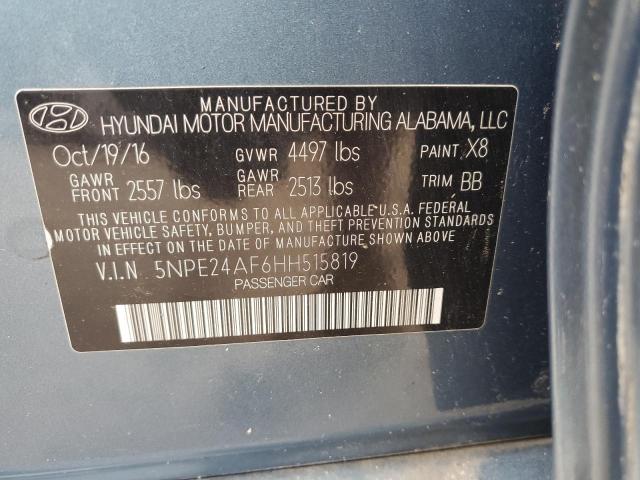 MANUFACTURED BY
HYUNDAI MOTOR MANUFACTURING ALABAMA, LLC
Oct/19/16 GVWR 4497 lbs PAINT X8
GAWR FRONT 2557 lbs GAWR REAR 2513 lbs TRIM BB
THIS VEHICLE CONFORMS TO ALL APPLICABLE U.S.A. FEDERAL
MOTOR VEHICLE SAFETY, BUMPER, AND THEFT PREVENTION STANDARDS
IN EFFECT ON THE DATE OF MANUFACTURE SHOWN ABOVE.
V.I.N 5NPE24AF6HH515819
PASSENGER CAR